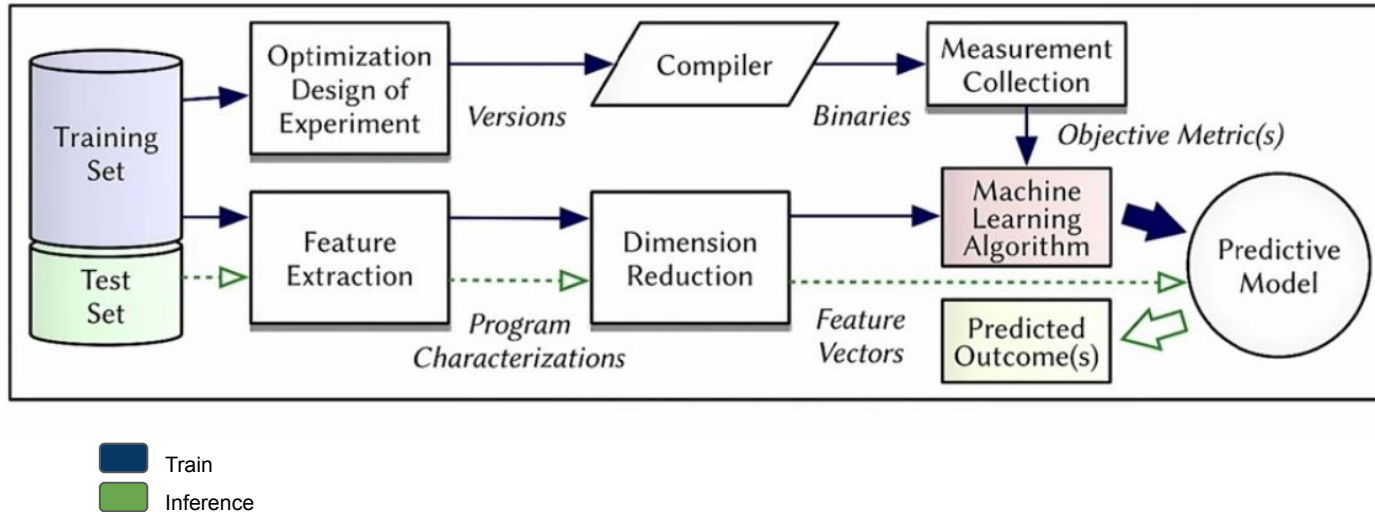 Training
Set
Test
Set
Optimization
Design of
Experiment
Versions
Compiler
Binaries
Measurement
Collection
Objective Metric(s)
Feature
Extraction
Program
Characterizations
Dimension
Reduction
Feature
Vectors
Machine
Learning
Algorithm
Predictive
Model
Predicted
Outcome(s)
Train
Inference